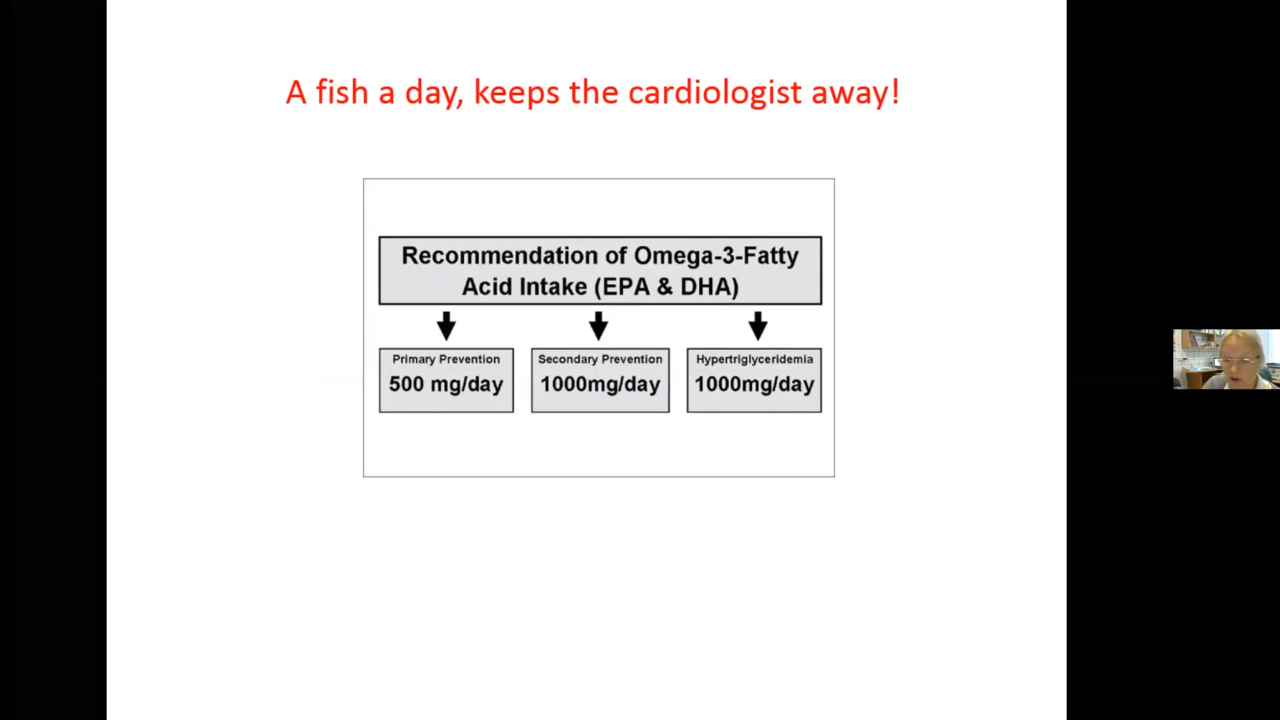 A fish a day, keeps the cardiologist away!
Recommendation of Omega-3-Fatty
Acid Intake (EPA & DHA)
Primary Prevention
500 mg/day
Secondary Prevention
1000mg/day
Hypertriglyceridemia
1000mg/day